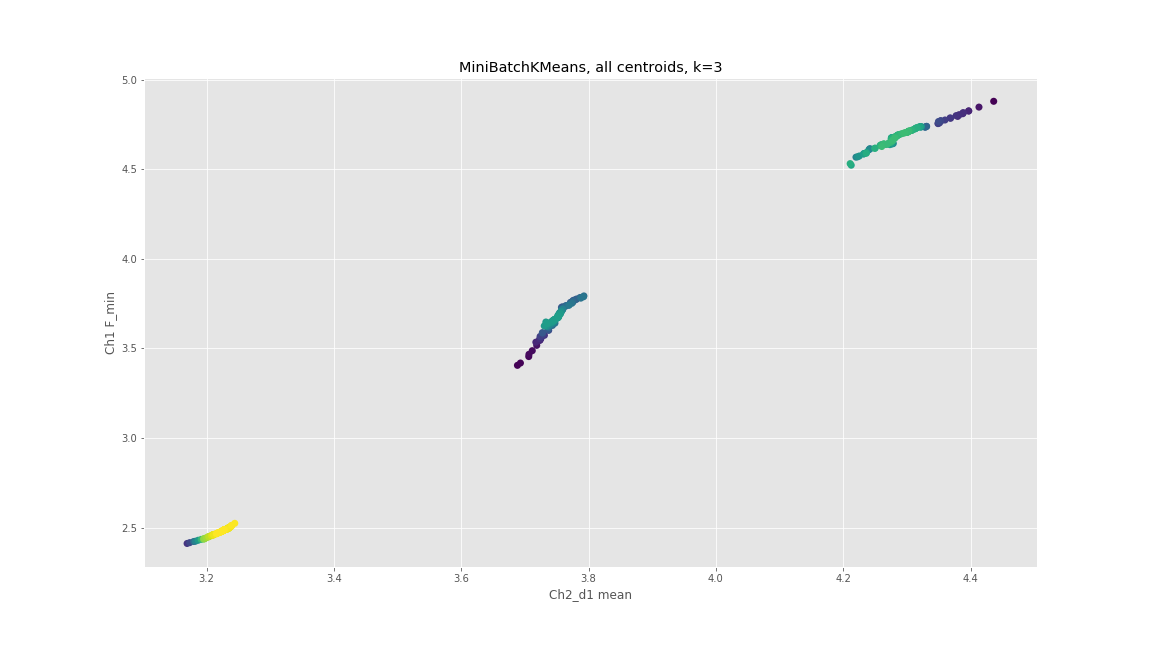 MiniBatchKMeans, all centroids, k=3
5.0
4.5
4.0
3.5
3.0
2.5
Ch1 F_min
3.2 3.4 3.6 3.8 4.0 4.2 4.4
Ch2_d1 mean